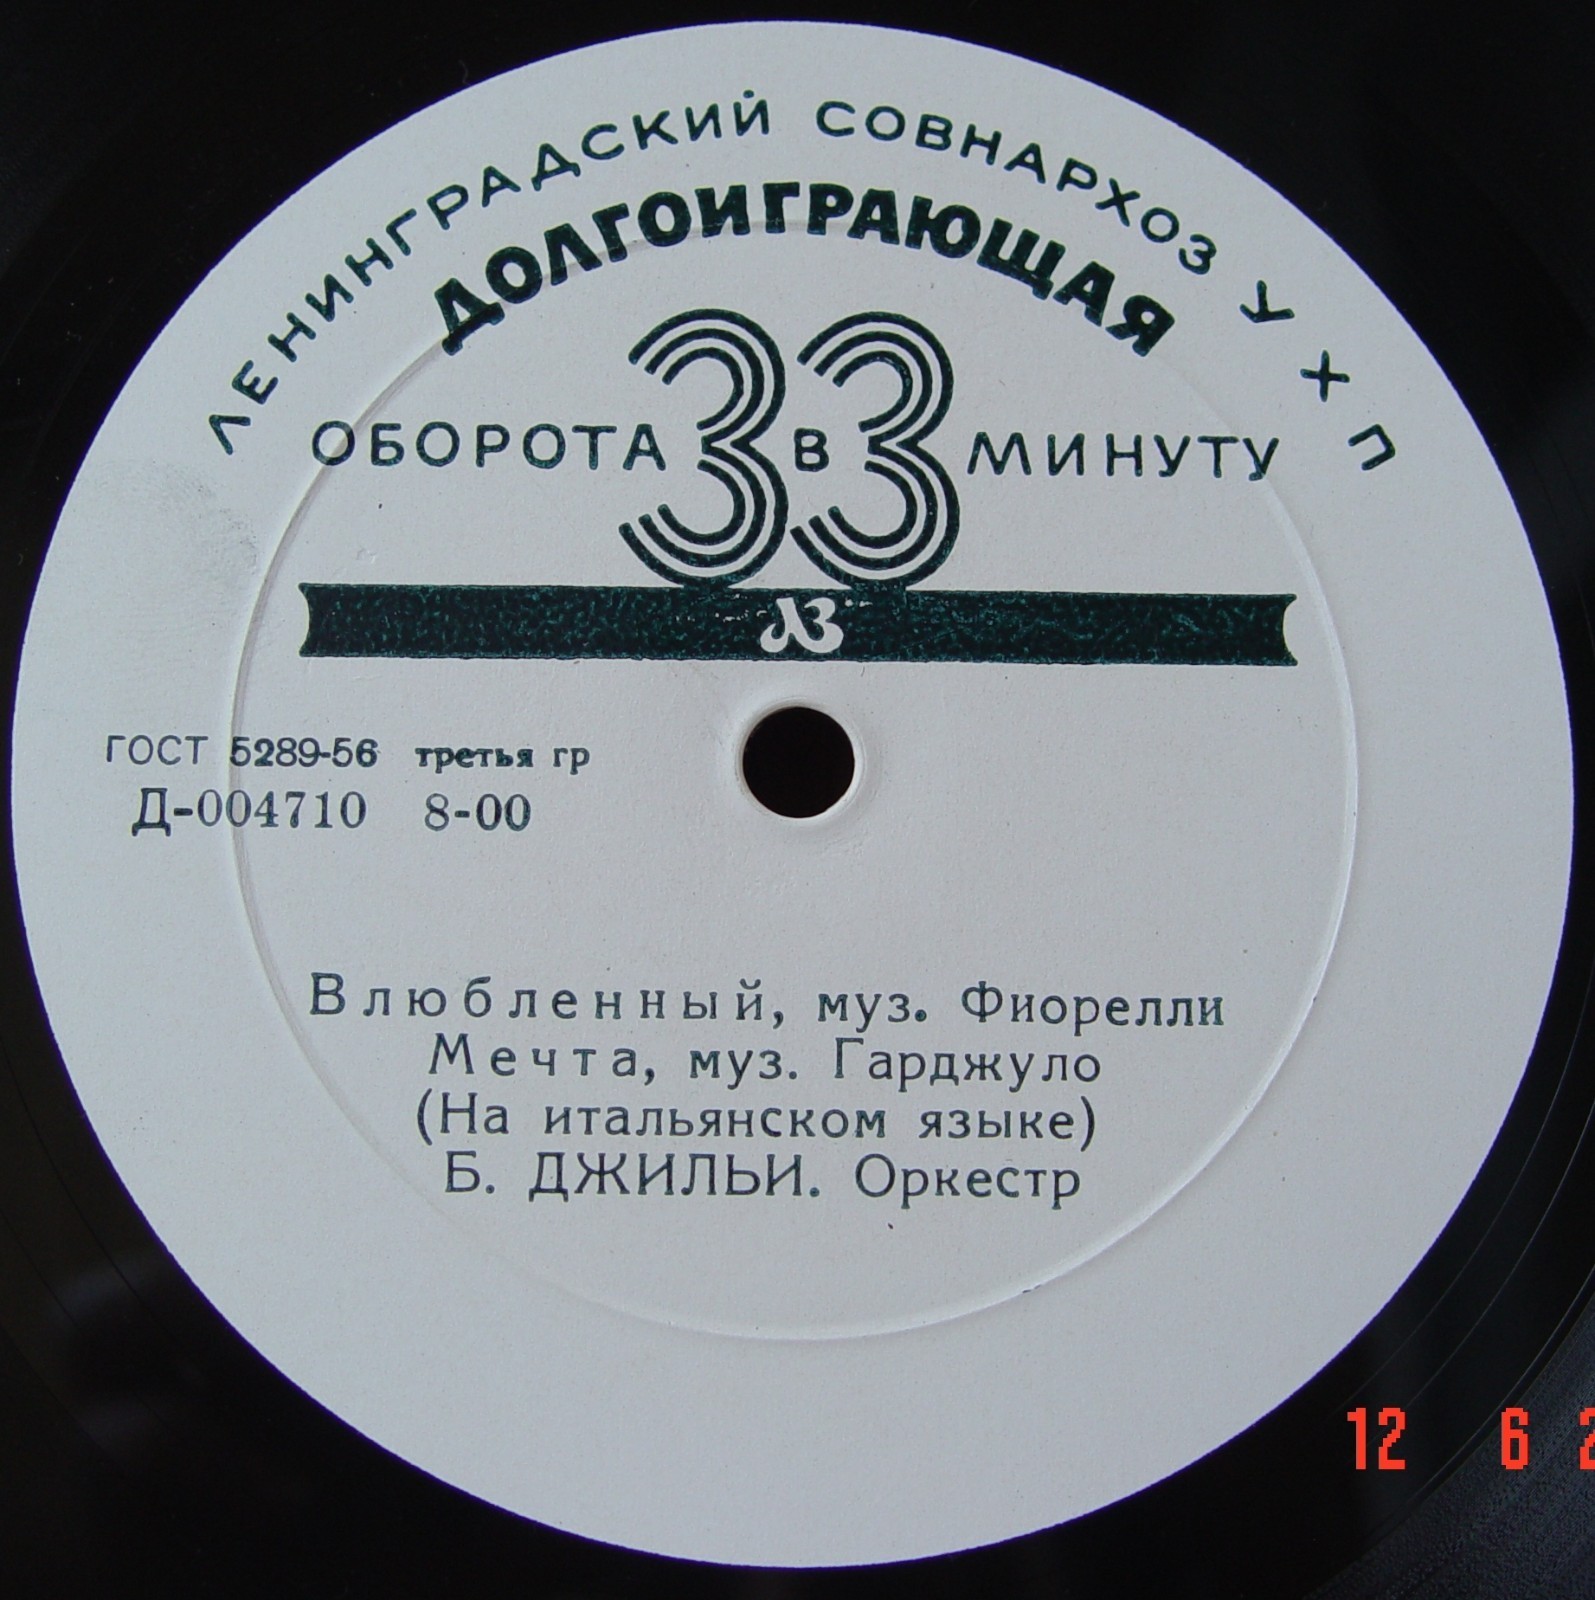 ЛЕНИНГРАДСКИЙ СОВНАРХОЗ У Х П
ДОЛГОИГРАЮЩАЯ
33
ОБОРОТА В МИНУТУ
ЛЗ
ГОСТ 5289-56 третья гр
Д-004710 8-00
Влюбленный, муз. Фиорелли
Мечта, муз. Гарджуло
(На итальянском языке)
Б. ДЖИЛЬИ. Оркестр
12 6 2